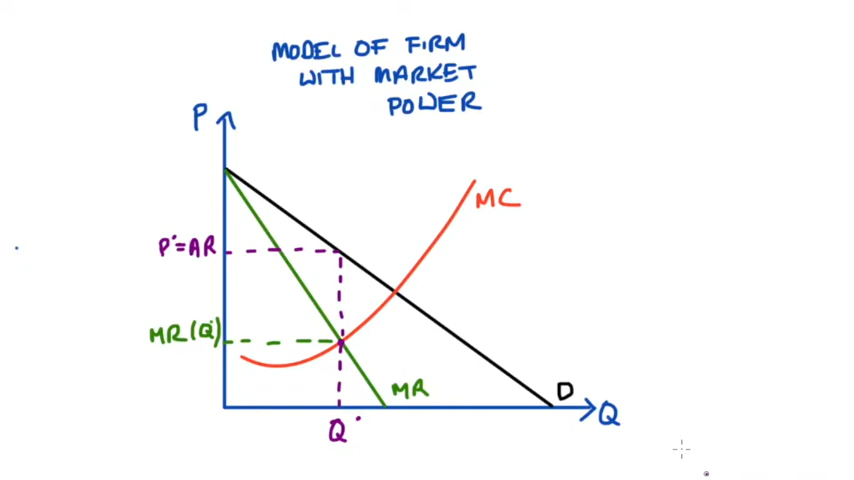 MODEL OF FIRM
WITH MARKET
POWER
P
MC
P*=AR
MR(Q*)
MR
D
Q
Q*